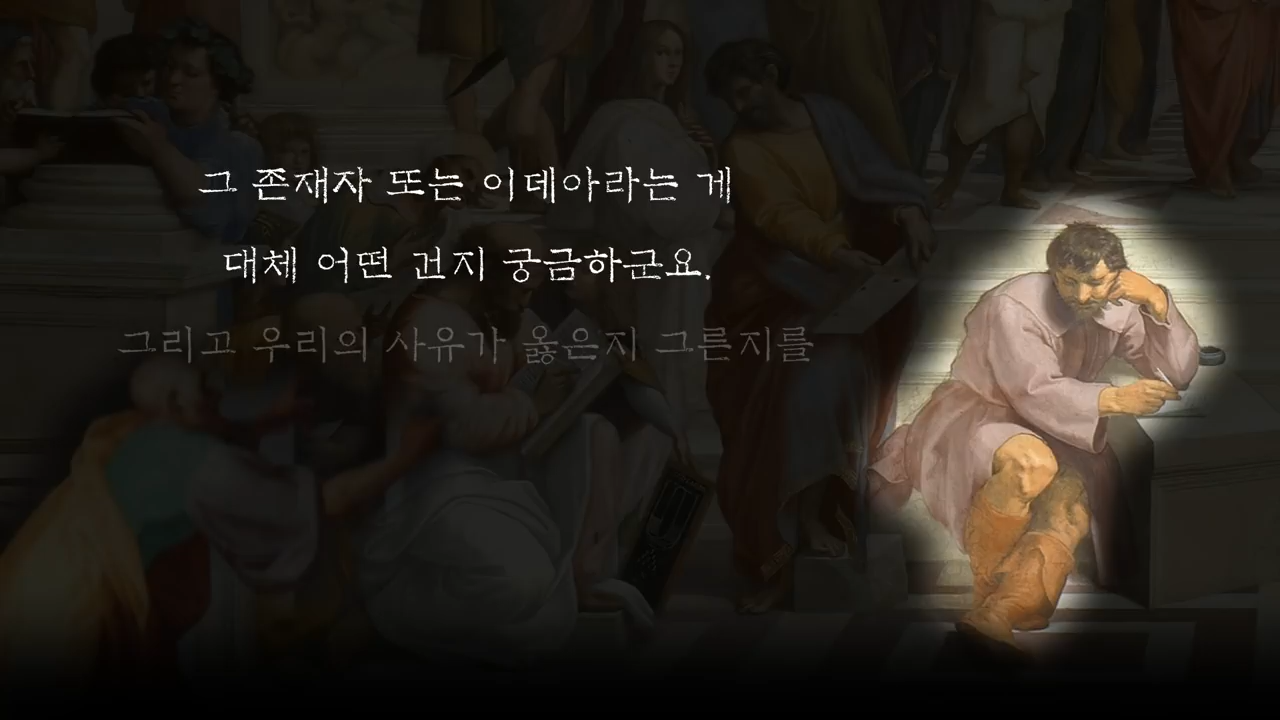 그 존재자 또는 이데아라는 게
대체 어떤 건지 궁금하군요.
그리고 우리의 사유가 옳은지 그른지를